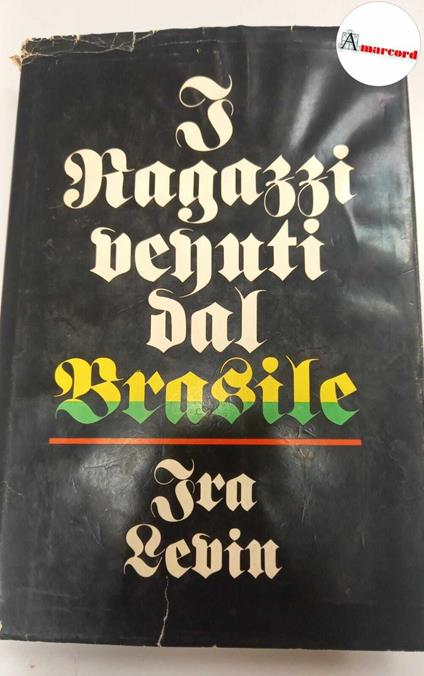 Amarcord
I
Ragazzi
venuti
dal
Brasile
Ira
Levin